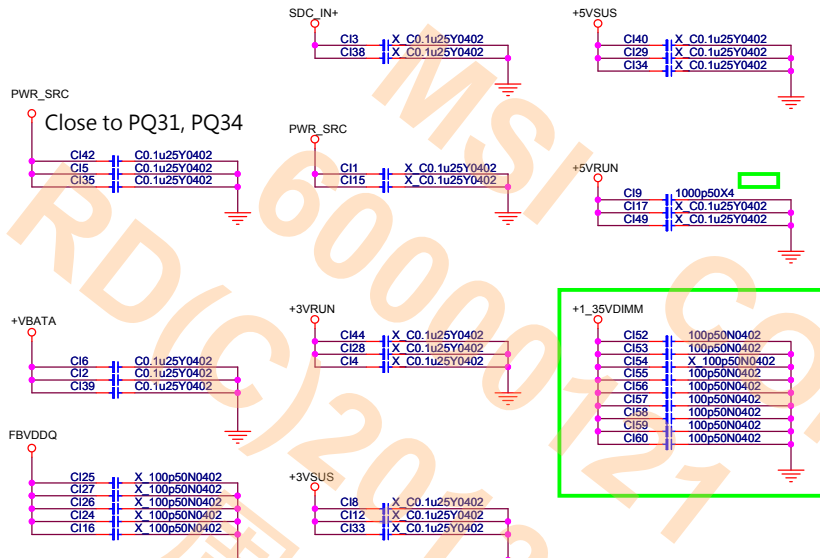 SDC_IN+
CI3 X_C0.1u25Y0402
CI38 X_C0.1u25Y0402
+5VSUS
CI40 X_C0.1u25Y0402
CI29 X_C0.1u25Y0402
CI34 X_C0.1u25Y0402
PWR_SRC
Close to PQ31, PQ34
CI42 C0.1u25Y0402
CI5 C0.1u25Y0402
CI35 C0.1u25Y0402
PWR_SRC
CI1 X_C0.1u25Y0402
CI15 X_C0.1u25Y0402
+5VRUN
CI9 1000p50X4
CI17 X_C0.1u25Y0402
CI49 X_C0.1u25Y0402
+VBATA
CI6 C0.1u25Y0402
CI2 C0.1u25Y0402
CI39 C0.1u25Y0402
+3VRUN
CI44 X_C0.1u25Y0402
CI28 X_C0.1u25Y0402
CI4 X_C0.1u25Y0402
+1_35VDIMM
CI52 100p50N0402
CI53 100p50N0402
CI54 X_100p50N0402
CI55 100p50N0402
CI56 100p50N0402
CI57 100p50N0402
CI58 100p50N0402
CI59 100p50N0402
CI60 100p50N0402
FBVDDQ
CI25 X_100p50N0402
CI27 X_100p50N0402
CI26 X_100p50N0402
CI24 X_100p50N0402
CI16 X_100p50N0402
+3VSUS
CI8 X_C0.1u25Y0402
CI12 X_C0.1u25Y0402
CI33 X_C0.1u25Y0402
MSI
60000121
RD(C)201